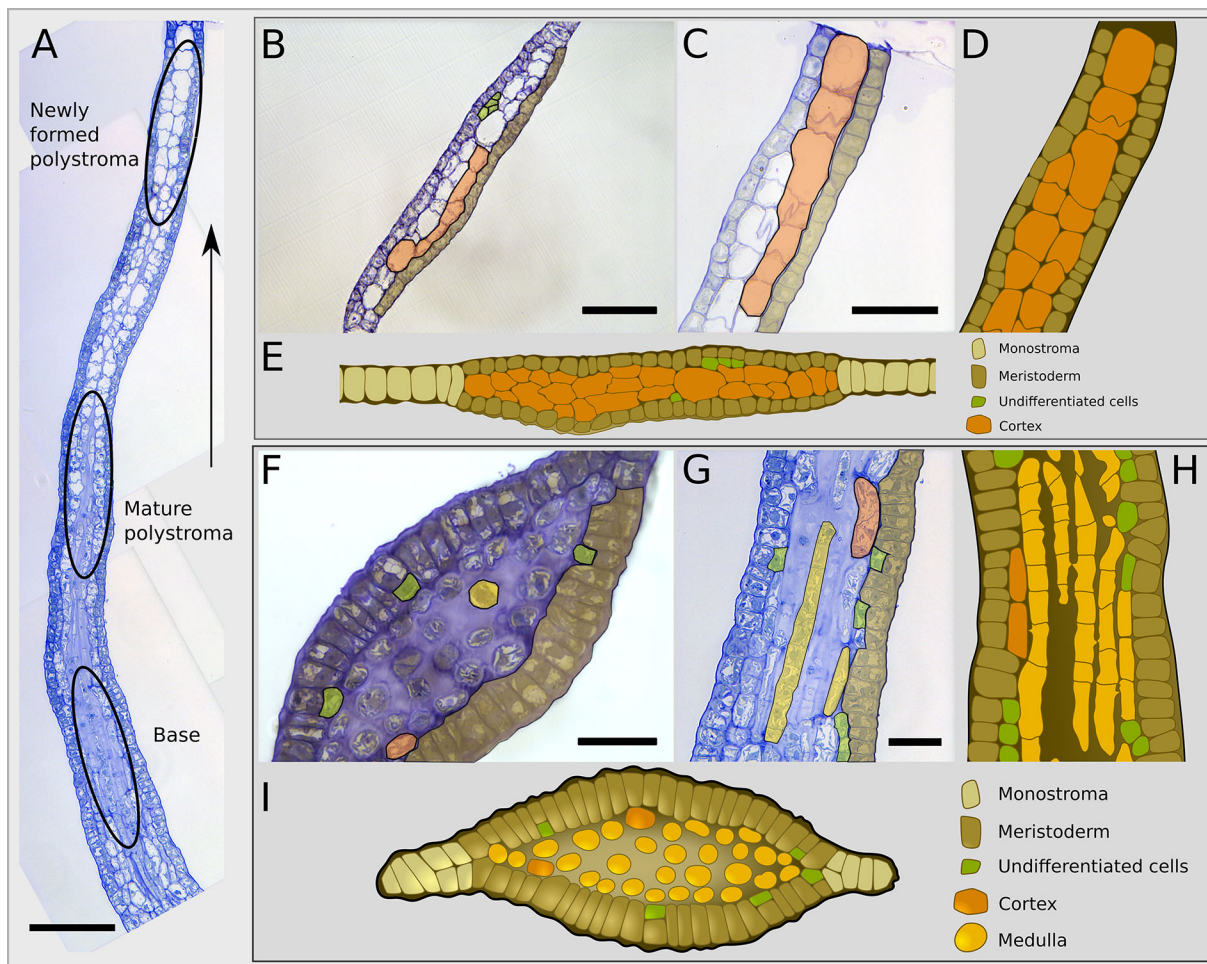 A
Newly
formed
polystroma
Mature
polystroma
Base
B
C
D
E
Monostroma
Meristoderm
Undifferentiated cells
Cortex
F
G
H
I
Monostroma
Meristoderm
Undifferentiated cells
Cortex
Medulla